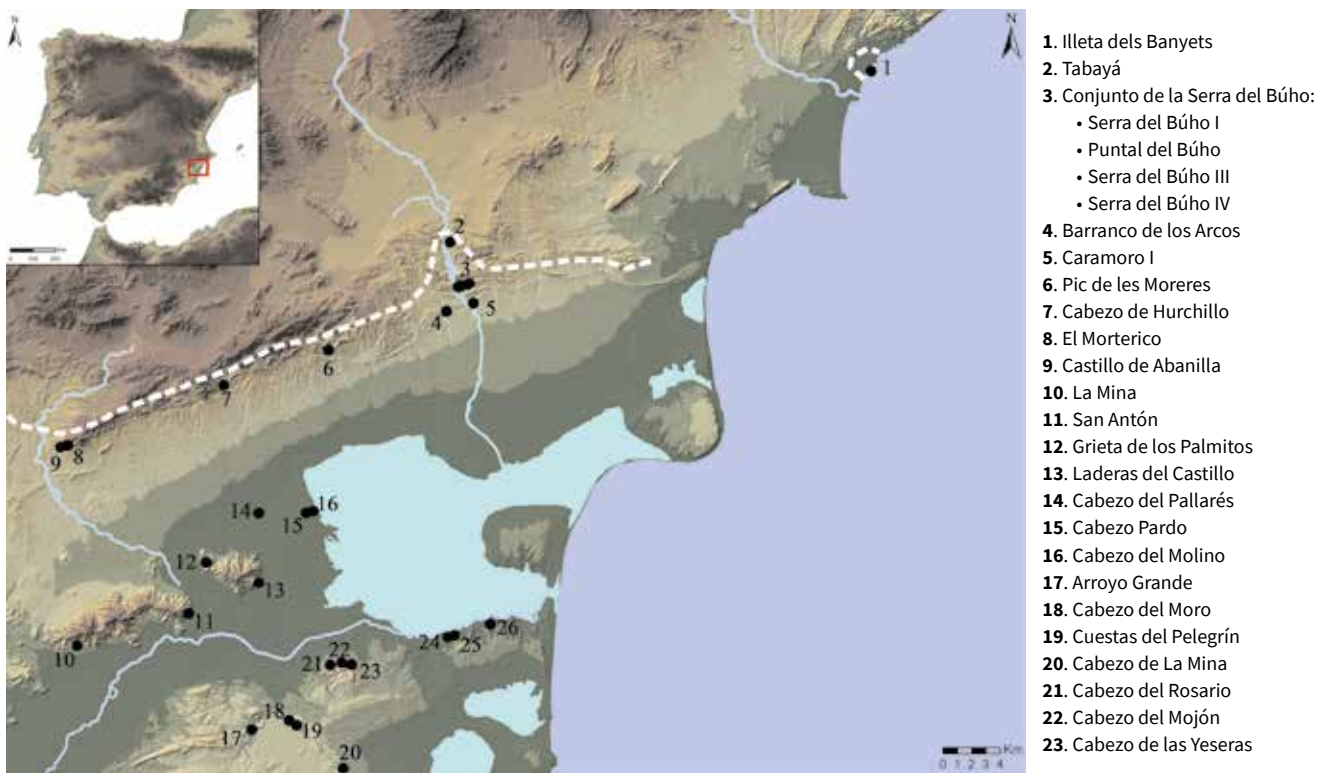 N
N
1
2
3
4
5
6
7
9 8
14
15 16
12
13
11
10
24 25 26
21 22 23
18
17 19
20
Km
0 1 2 3 4
1. Illeta dels Banyets
2. Tabayá
3. Conjunto de la Serra del Búho:
• Serra del Búho I
• Puntal del Búho
• Serra del Búho III
• Serra del Búho IV
4. Barranco de los Arcos
5. Caramoro I
6. Pic de les Moreres
7. Cabezo de Hurchillo
8. El Morterico
9. Castillo de Abanilla
10. La Mina
11. San Antón
12. Grieta de los Palmitos
13. Laderas del Castillo
14. Cabezo del Pallarés
15. Cabezo Pardo
16. Cabezo del Molino
17. Arroyo Grande
18. Cabezo del Moro
19. Cuestas del Pelegrín
20. Cabezo de La Mina
21. Cabezo del Rosario
22. Cabezo del Mojón
23. Cabezo de las Yeseras